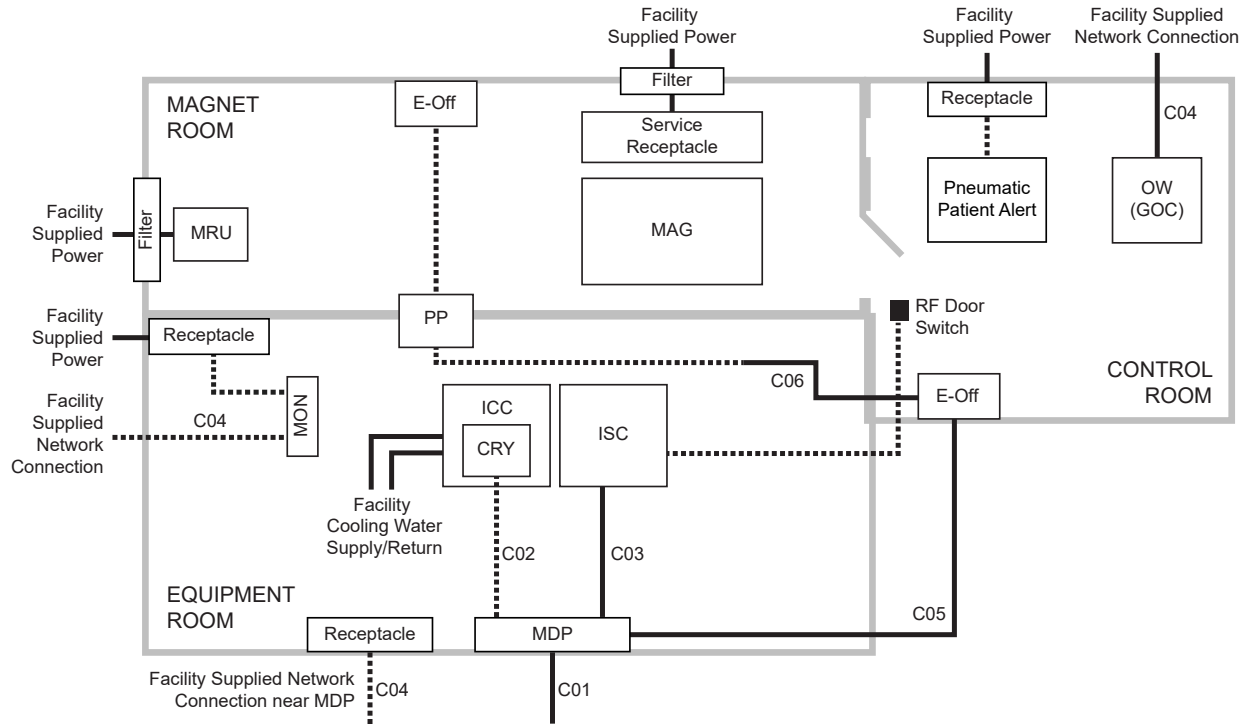 Facility
Supplied Power
Facility
Supplied Power
Facility Supplied
Network Connection
MAGNET
ROOM
E-Off
Filter
Receptacle
C04
Service
Receptacle
Pneumatic
Patient Alert
OW
(GOC)
Facility
Supplied
Power
Filter
MRU
MAG
PP
RF Door
Switch
Facility
Supplied
Power
Receptacle
C06
CONTROL
ROOM
E-Off
Facility
Supplied
Network
Connection
C04
MON
ICC
CRY
ISC
Facility
Cooling Water
Supply/Return
C02
C03
EQUIPMENT
ROOM
C05
Receptacle
MDP
Facility Supplied Network
Connection near MDP
C04
C01